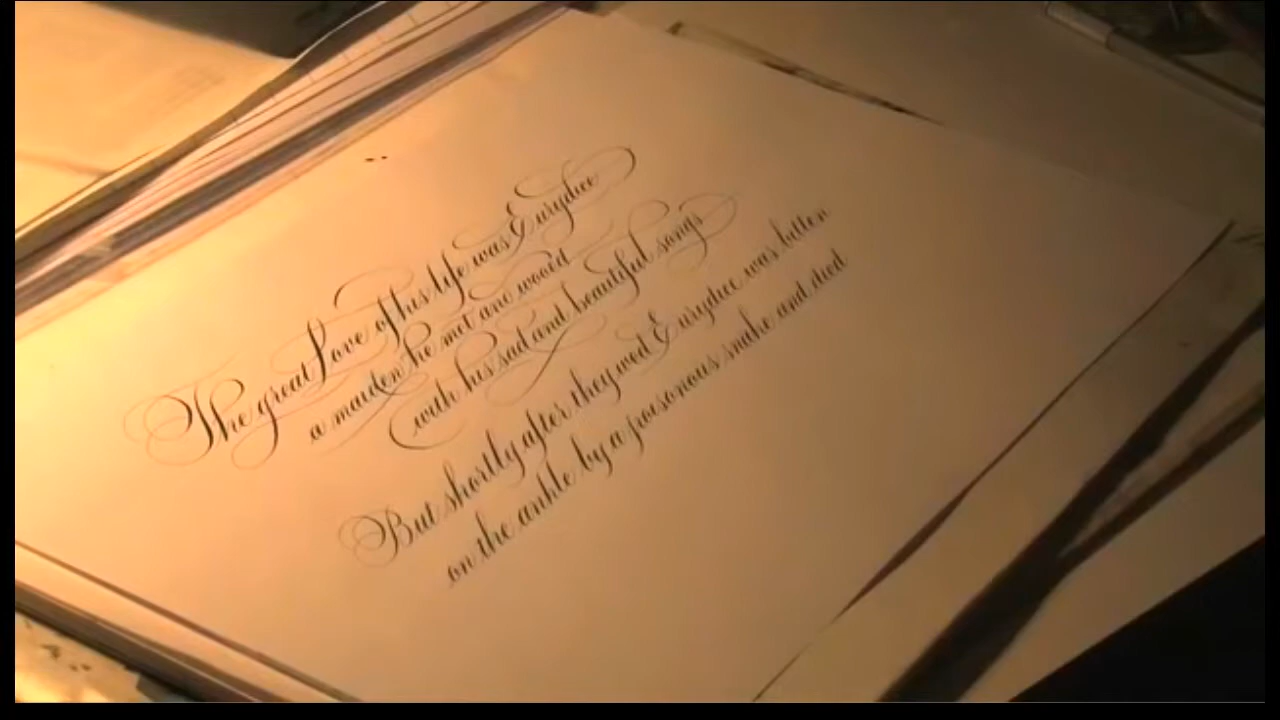 The great Love of his life was Eurydice
a maiden he met and wooed
with his sad and beautiful songs
But shortly after they wed Eurydice was bitten
on the ankle by a poisonous snake and died